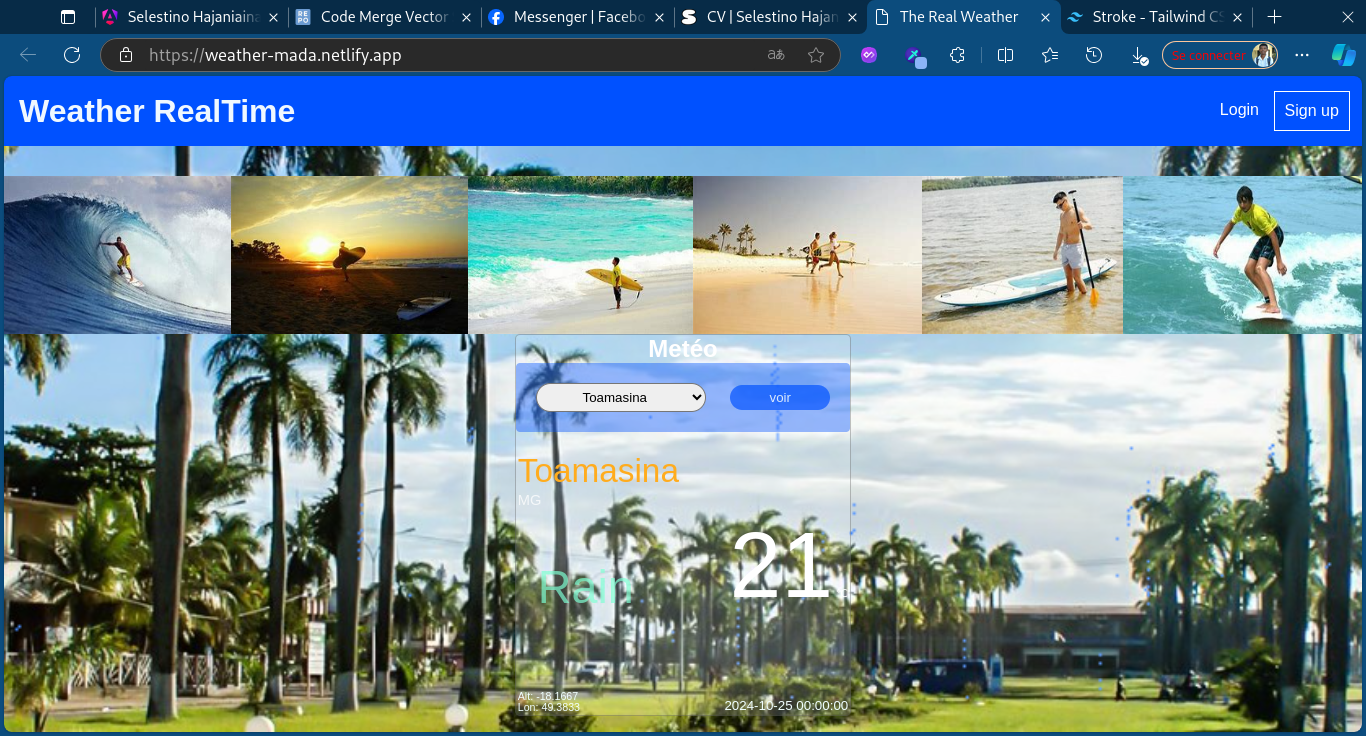 Selestino Hajaniaina
Code Merge Vector
Messenger | Facebo
CV | Selestino Hajan
The Real Weather
Stroke - Tailwind CS
https://weather-mada.netlify.app
Se connecter
Weather RealTime
Login
Sign up
Metéo
Toamasina
voir
Toamasina
MG
Rain
21
Alt: -18.1667
Lon: 49.3833
2024-10-25 00:00:00